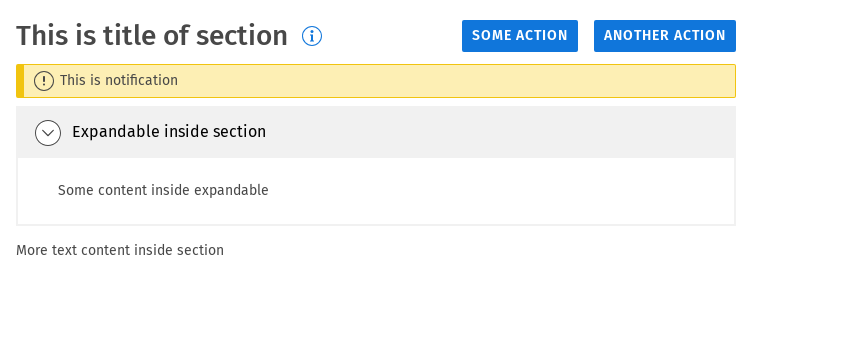 This is title of section
SOME ACTION
ANOTHER ACTION
This is notification
Expandable inside section
Some content inside expandable
More text content inside section